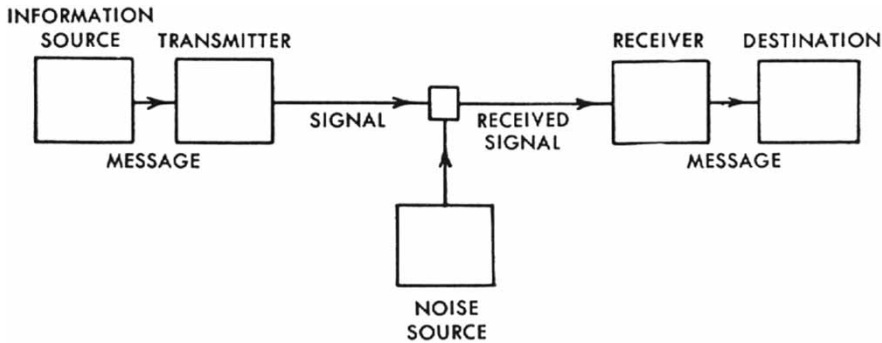 INFORMATION
SOURCE
TRANSMITTER
RECEIVER
DESTINATION
SIGNAL
RECEIVED
SIGNAL
MESSAGE
MESSAGE
NOISE
SOURCE